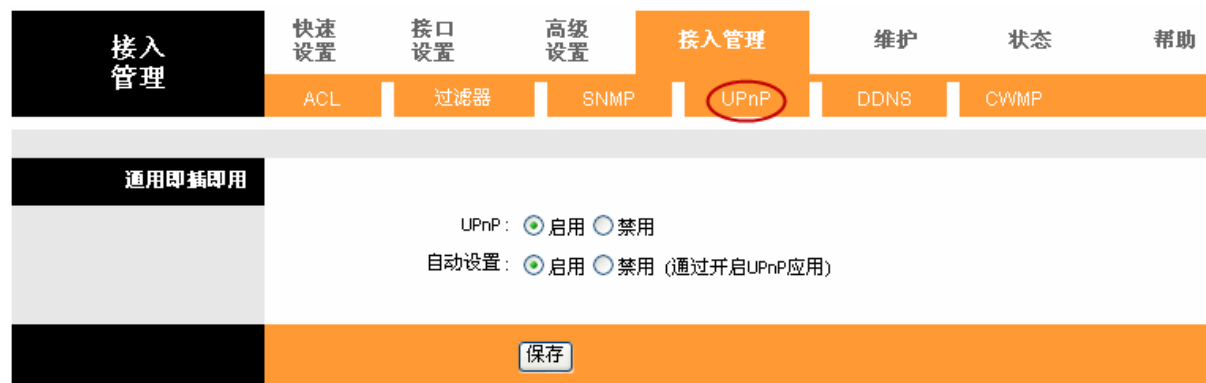 接入
管理
快速
设置
接口
设置
高级
设置
接入管理
维护
状态
帮助
ACL
过滤器
SNMP
UPnP
DDNS
CWMP
通用即插即用
UPnP: 启用 禁用
自动设置: 启用 禁用 (通过开启UPnP应用)
保存